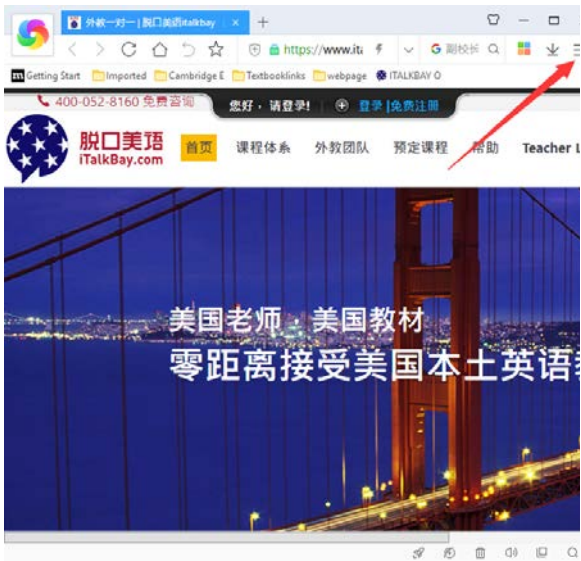 外教一对一 | 脱口美语italkbay × +
https://www.ita G 副校长
Getting Start Imported Cambridge E Textbooklinks webpage ITALKBAY O
400-052-8160 免费咨询 您好，请登录! 登录 |免费注册
脱口美语 首页 课程体系 外教团队 预定课程 帮助 Teacher L
iTalkBay.com
美国老师 美国教材
零距离接受美国本土英语